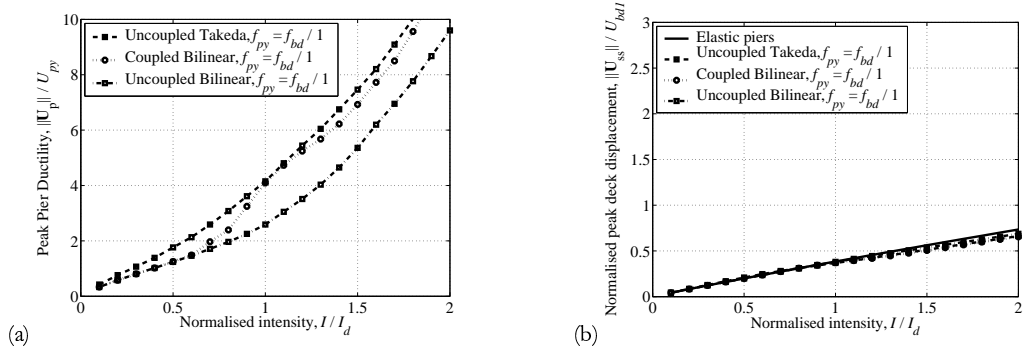 Peak Pier Ductility, ||U_p|| / U_py
10
8
6
4
2
0
Uncoupled Takeda, f_py = f_bd / 1
Coupled Bilinear, f_py = f_bd / 1
Uncoupled Bilinear, f_py = f_bd / 1
0 0.5 1 1.5 2
Normalised intensity, I / I_d
(a)
Normalised peak deck displacement, ||U_ss|| / U_bd1
3
2.5
2
1.5
1
0.5
0
Elastic piers
Uncoupled Takeda, f_py = f_bd / 1
Coupled Bilinear, f_py = f_bd / 1
Uncoupled Bilinear, f_py = f_bd / 1
0 0.5 1 1.5 2
Normalised intensity, I / I_d
(b)